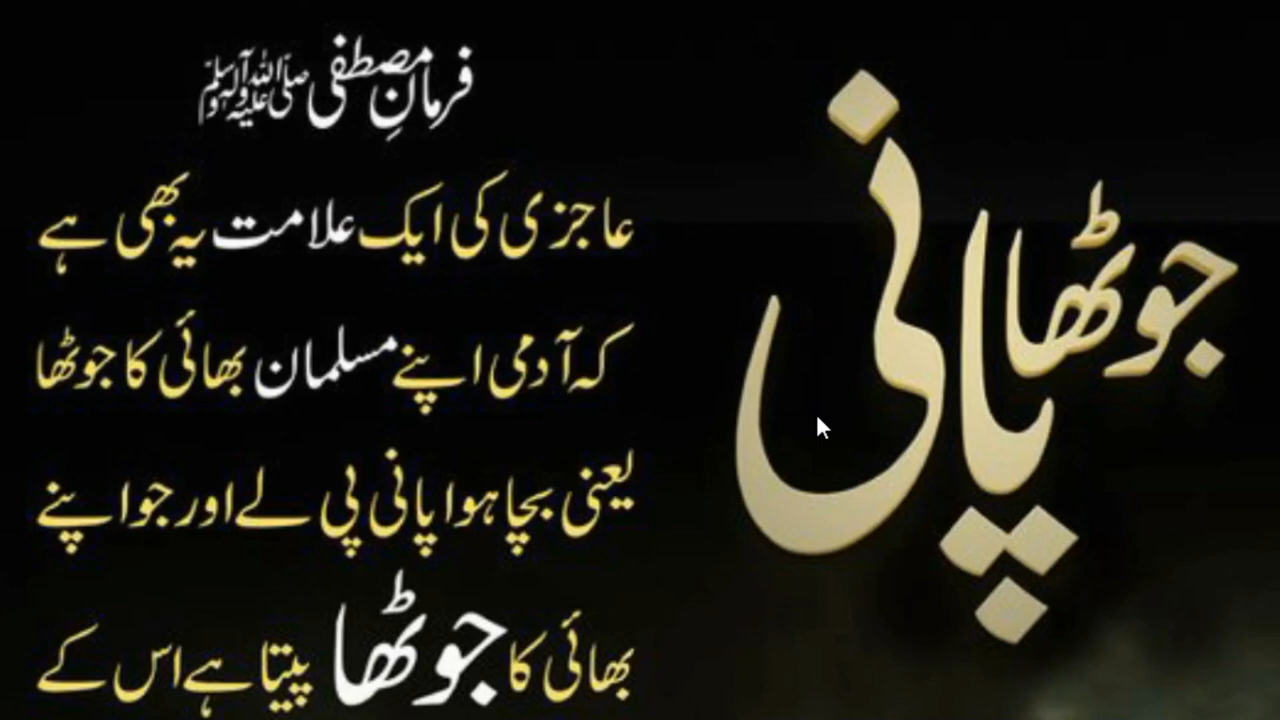 جوٹھا پانی
فرمانِ مصطفی صلی اللہ علیہ وآلہ وسلم
عاجزی کی ایک علامت یہ بھی ہے
کہ آدمی اپنے مسلمان بھائی کا جوٹھا
یعنی بچا ہوا پانی پی لے اور جو اپنے
بھائی کا جوٹھا پیتا ہے اس کے